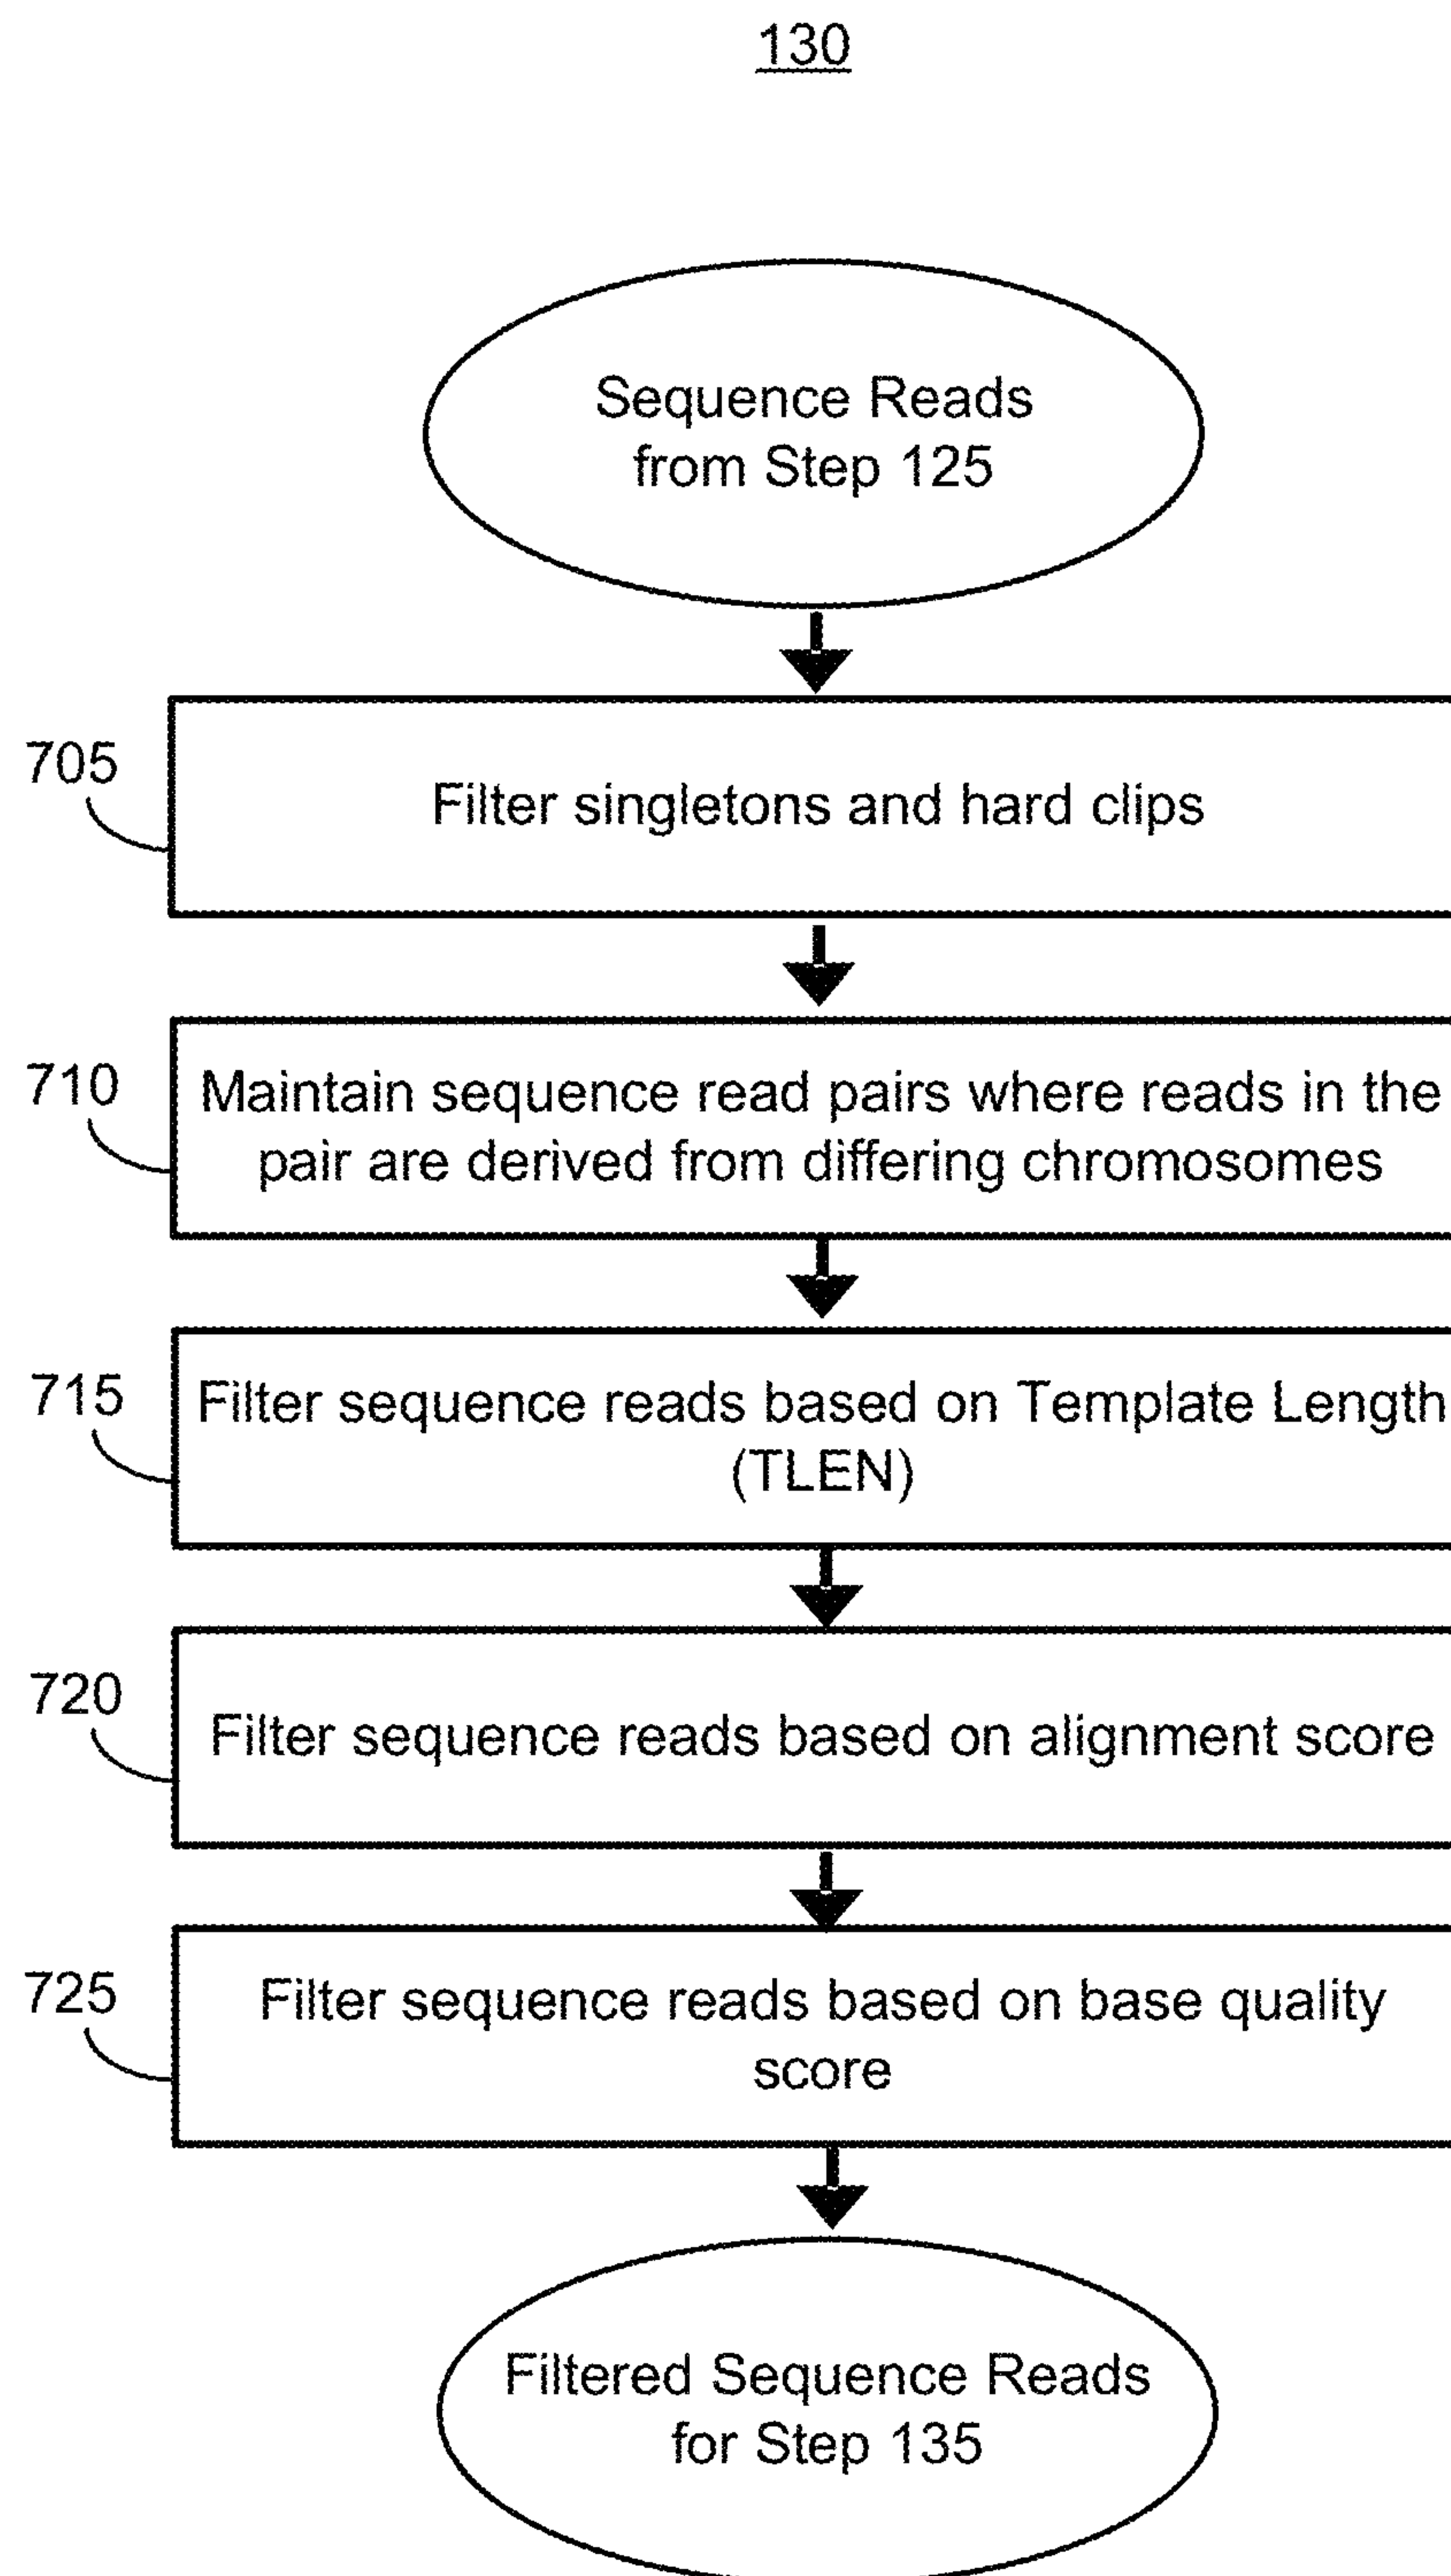 130
Sequence Reads
from Step 125
705
Filter singletons and hard clips
710
Maintain sequence read pairs where reads in the
pair are derived from differing chromosomes
715
Filter sequence reads based on Template Length
(TLEN)
720
Filter sequence reads based on alignment score
725
Filter sequence reads based on base quality
score
Filtered Sequence Reads
for Step 135